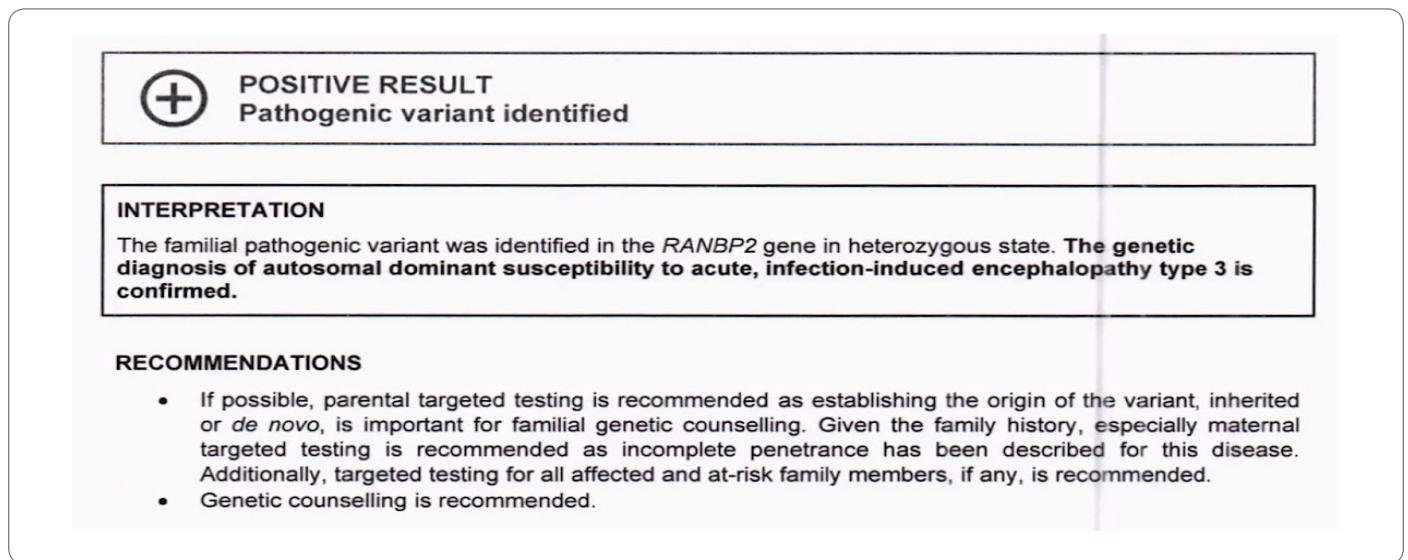 POSITIVE RESULT
Pathogenic variant identified
INTERPRETATION
The familial pathogenic variant was identified in the RANBP2 gene in heterozygous state. The genetic
diagnosis of autosomal dominant susceptibility to acute, infection-induced encephalopathy type 3 is
confirmed.
RECOMMENDATIONS
• If possible, parental targeted testing is recommended as establishing the origin of the variant, inherited
or de novo, is important for familial genetic counselling. Given the family history, especially maternal
targeted testing is recommended as incomplete penetrance has been described for this disease.
Additionally, targeted testing for all affected and at-risk family members, if any, is recommended.
• Genetic counselling is recommended.